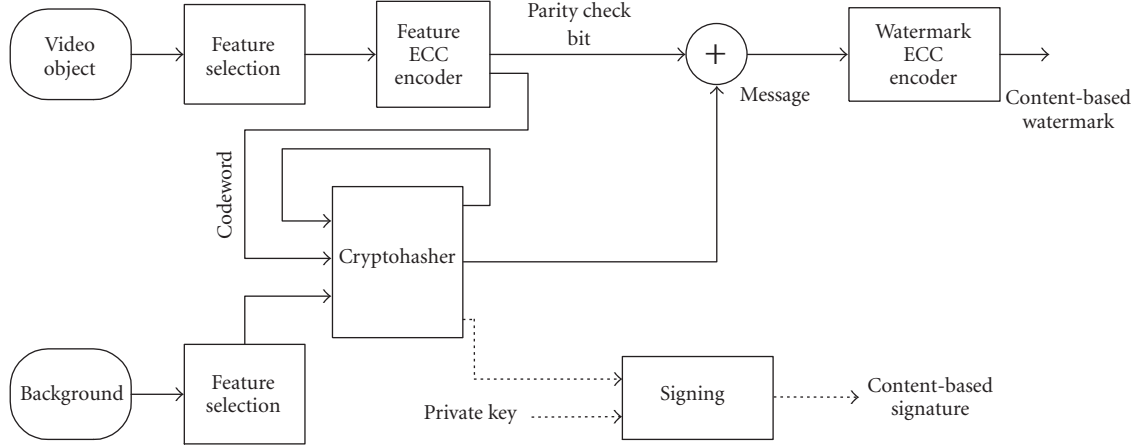 Video
object
Feature
selection
Feature
ECC
encoder
Parity check
bit
+
Message
Watermark
ECC
encoder
Content-based
watermark
Codeword
Cryptohasher
Background
Feature
selection
Private key
Signing
Content-based
signature